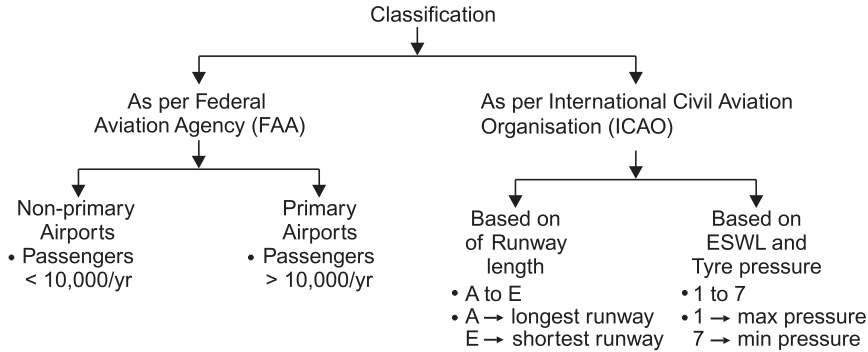 Classification
As per Federal
Aviation Agency (FAA)
As per International Civil Aviation
Organisation (ICAO)
Non-primary
Airports
• Passengers
< 10,000/yr
Primary
Airports
• Passengers
> 10,000/yr
Based on
of Runway
length
• A to E
• A → longest runway
E → shortest runway
Based on
ESWL and
Tyre pressure
• 1 to 7
• 1 → max pressure
7 → min pressure